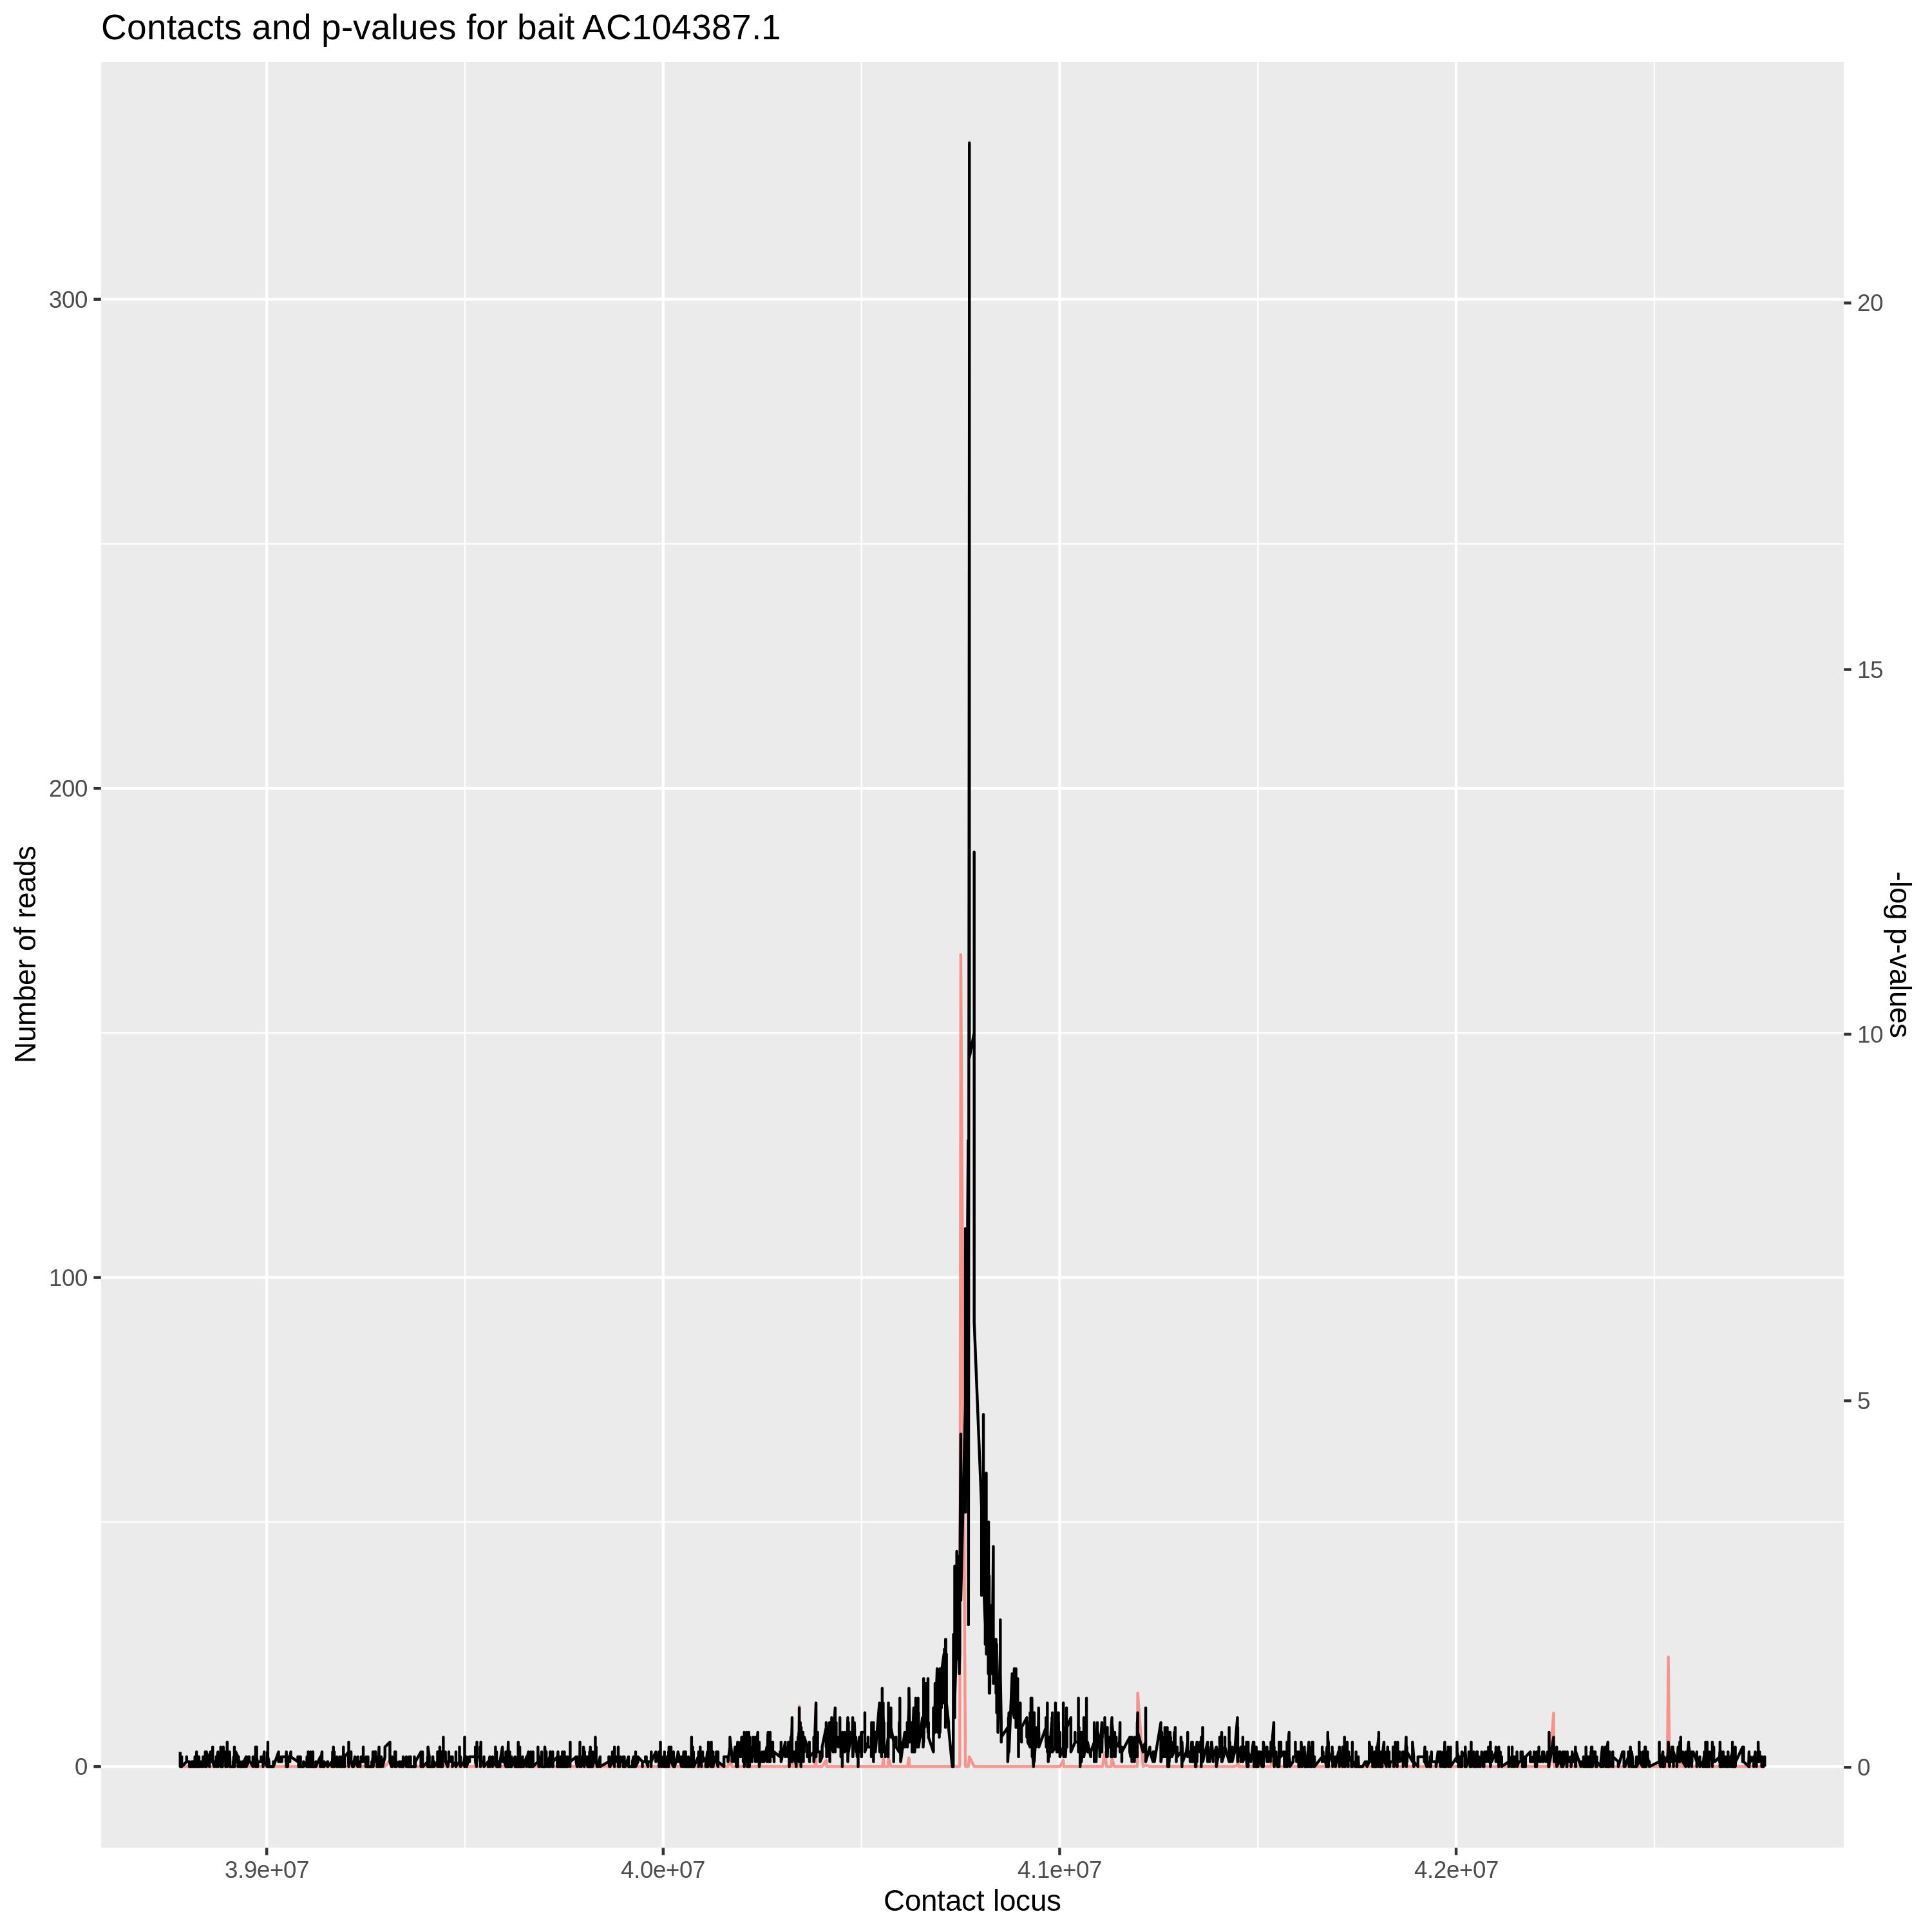 Contacts and p-values for bait AC104387.1
Number of reads
300
200
100
0
20
15
10
5
0
-log p-values
3.9e+07
4.0e+07
4.1e+07
4.2e+07
Contact locus